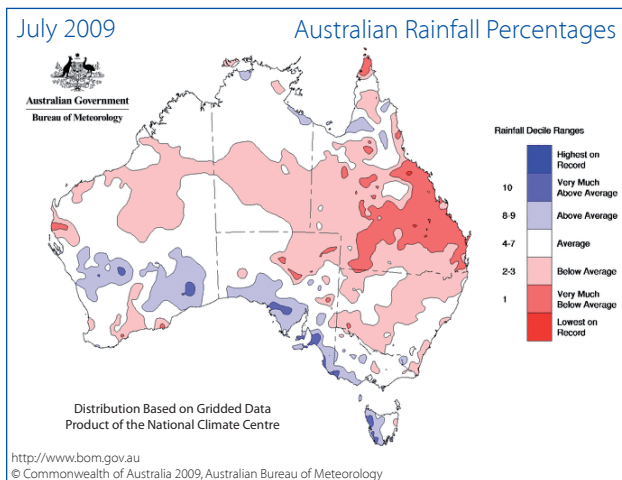 July 2009
Australian Rainfall Percentages
Australian Government
Bureau of Meteorology
Rainfall Decile Ranges
Highest on
Record
10
Very Much
Above Average
8-9
Above Average
4-7
Average
2-3
Below Average
1
Very Much
Below Average
Lowest on
Record
Distribution Based on Gridded Data
Product of the National Climate Centre
http://www.bom.gov.au
© Commonwealth of Australia 2009, Australian Bureau of Meteorology